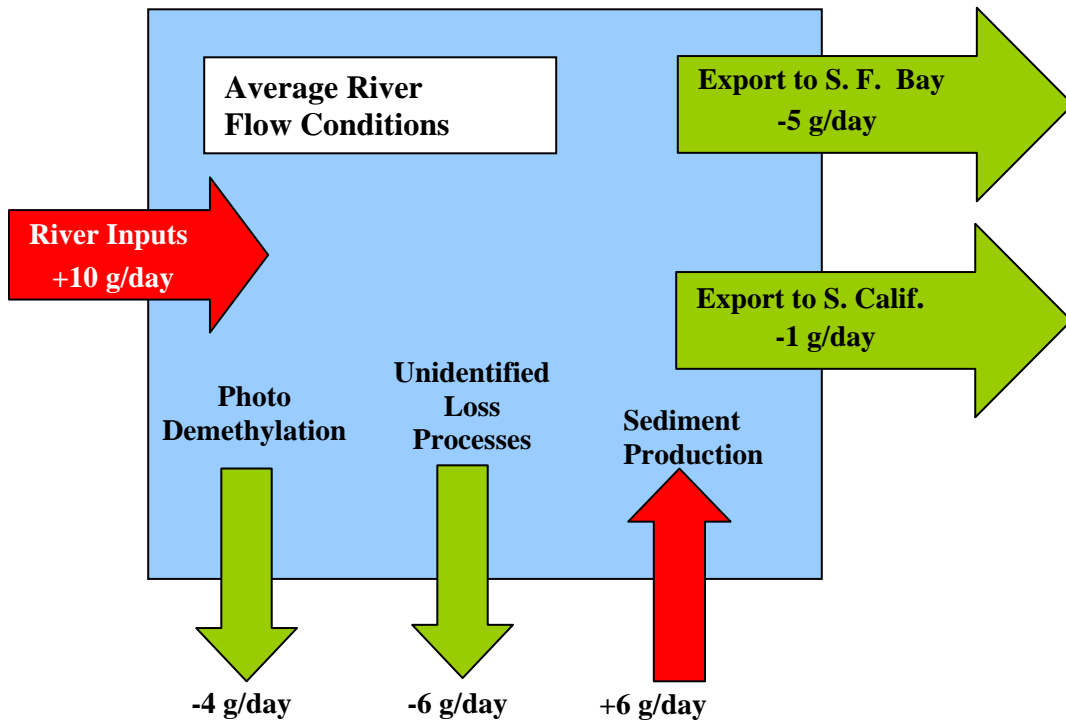 Average River
Flow Conditions
Export to S. F. Bay
-5 g/day
River Inputs
+10 g/day
Export to S. Calif.
-1 g/day
Photo
Demethylation
Unidentified
Loss
Processes
Sediment
Production
-4 g/day
-6 g/day
+6 g/day